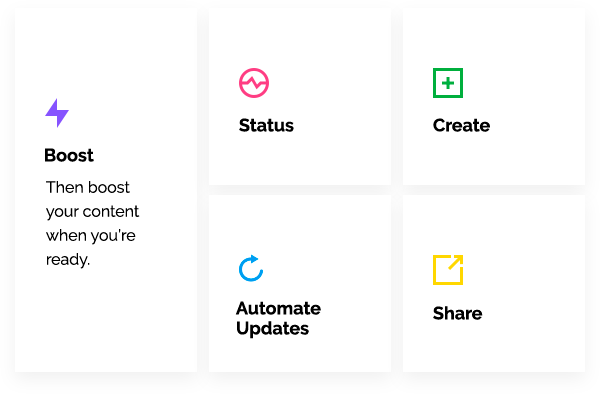 Boost
Then boost
your content
when you're
ready.
Status
Create
Automate
Updates
Share